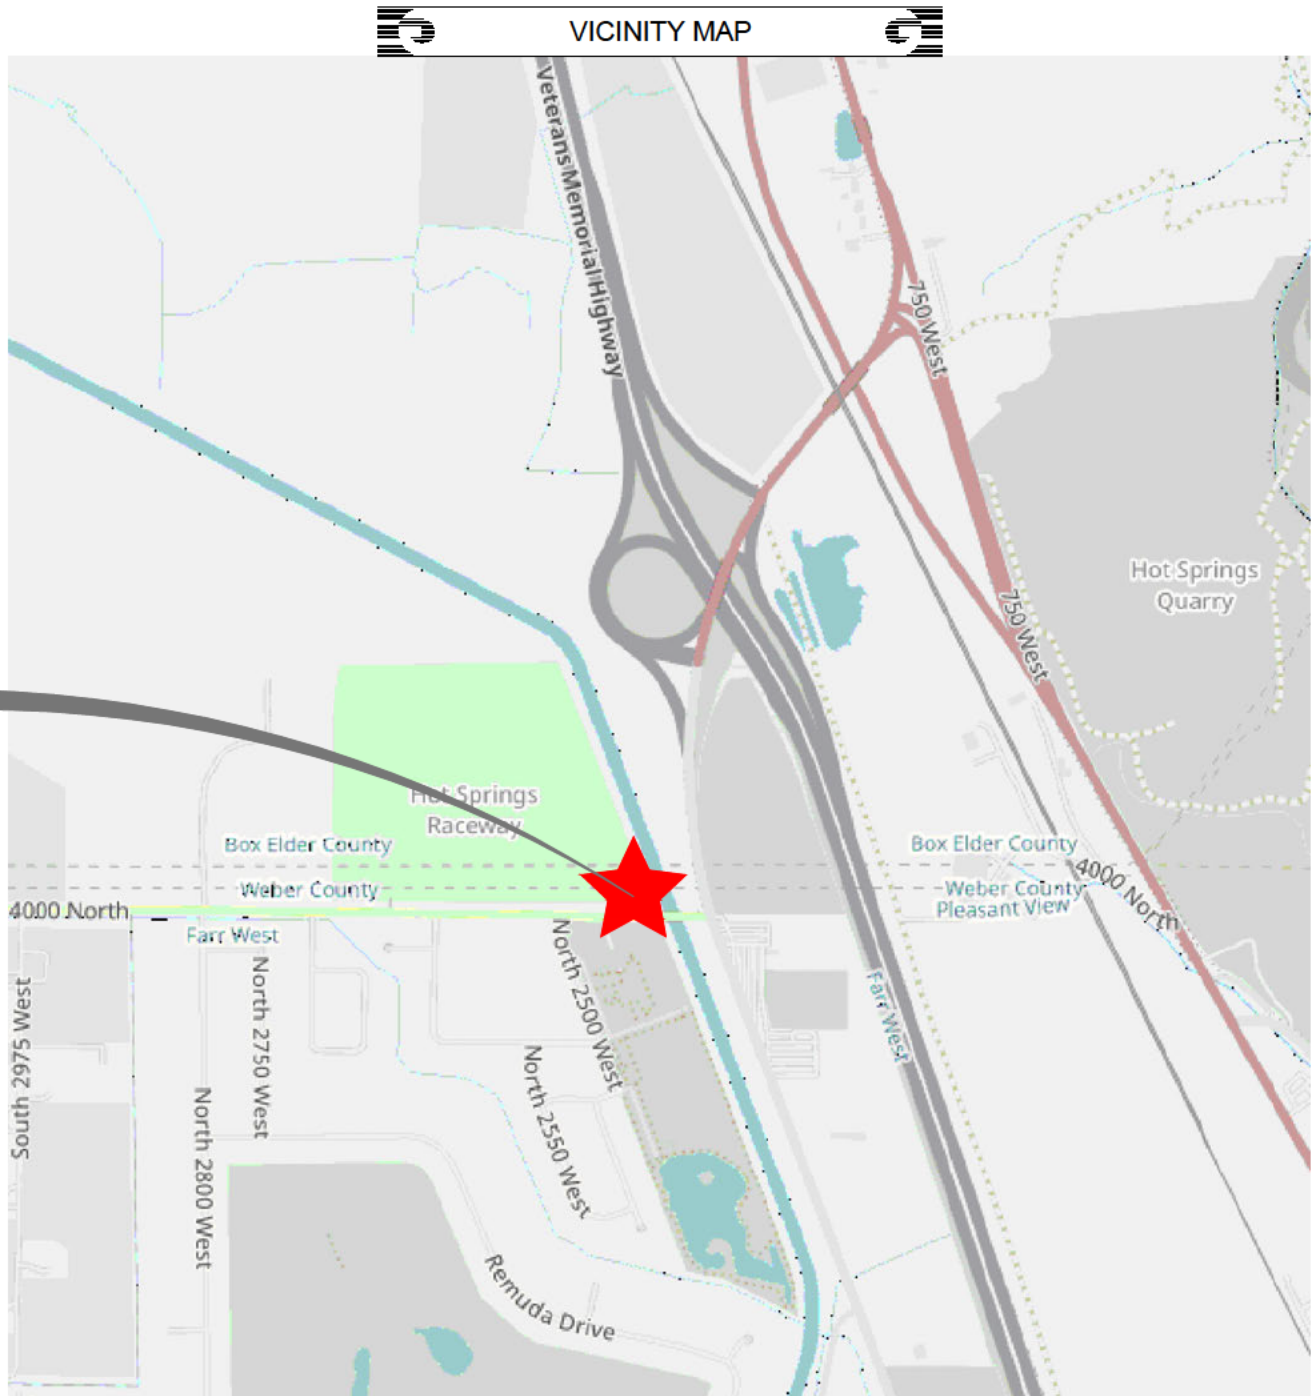 VICINITY MAP
Veterans Memorial Highway
750 West
Hot Springs
Quarry
750 West
Hot Springs
Raceway
Box Elder County
Box Elder County
Weber County
Weber County
Pleasant View
4000 North
4000 North
Farr West
North 2500 West
North 2750 West
South 2975 West
Farr West
North 2550 West
North 2800 West
Remuda Drive